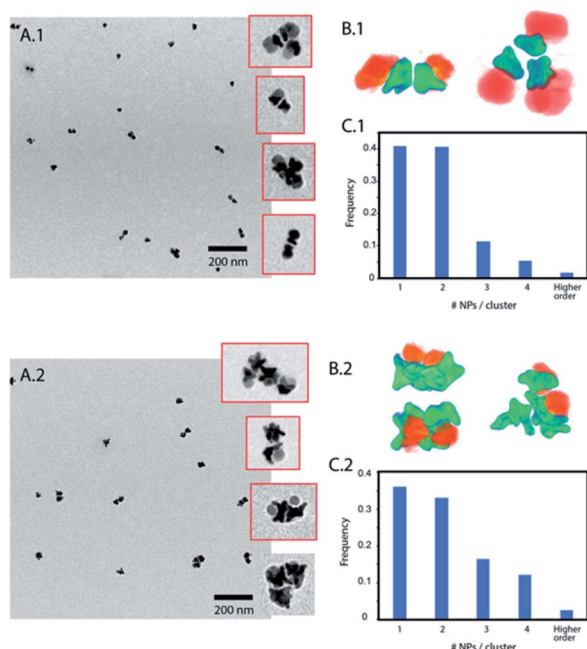 A.1
200 nm
B.1
C.1
Frequency
0.4
0.3
0.2
0.1
0
1 2 3 4 Higher order
# NPs / cluster
A.2
200 nm
B.2
C.2
Frequency
0.4
0.3
0.2
0.1
0
1 2 3 4 Higher order
# NPs / cluster